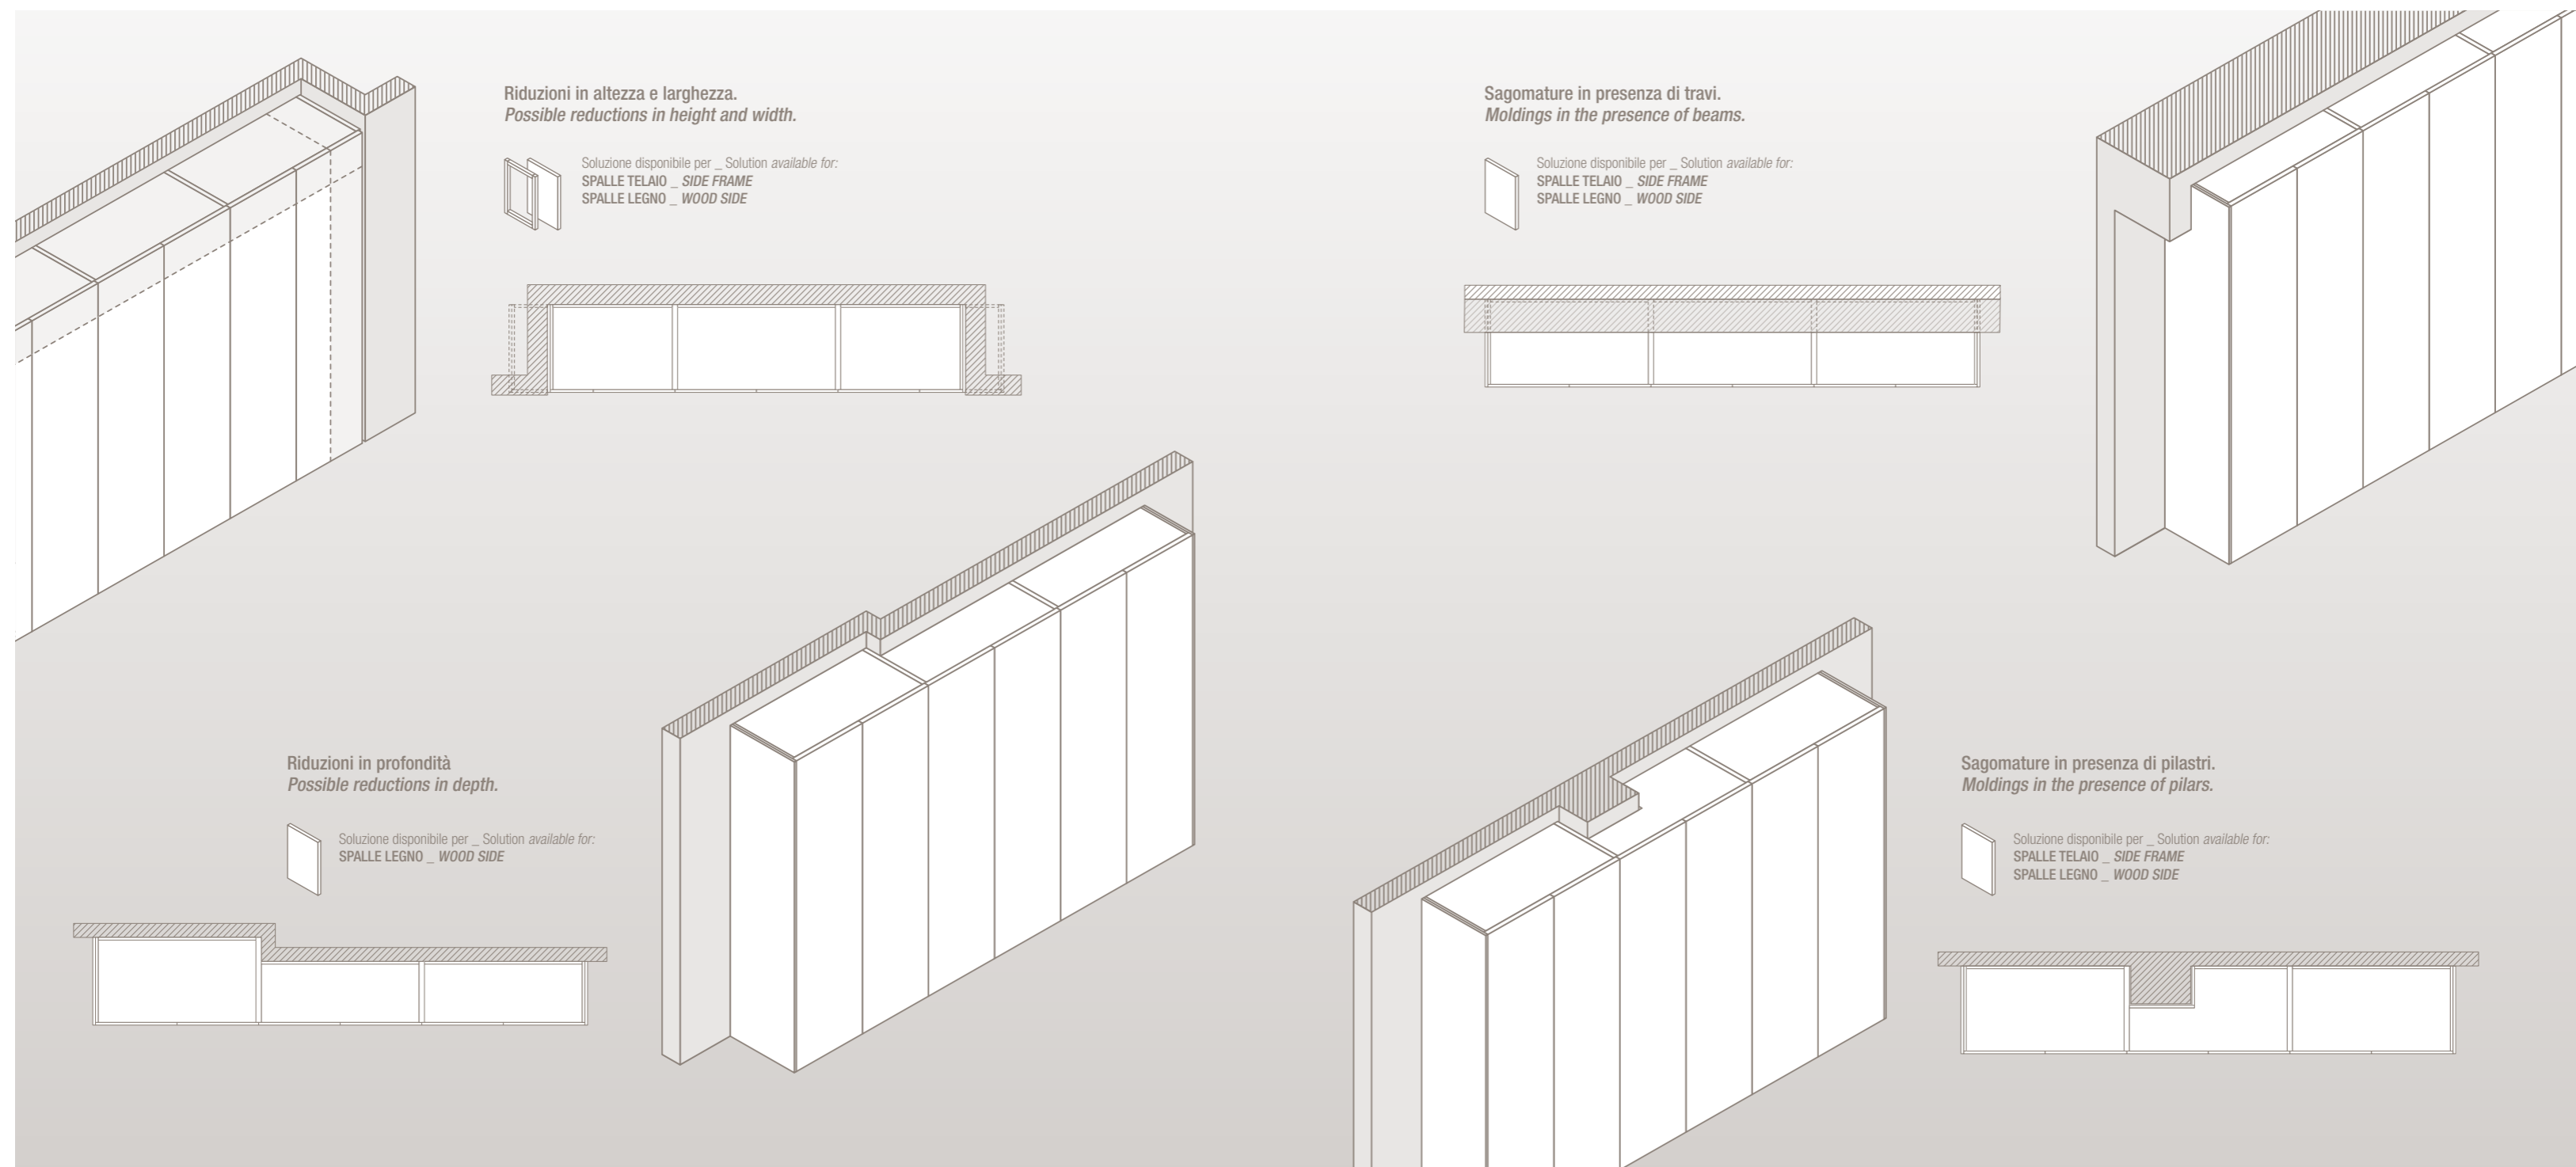 Riduzioni in altezza e larghezza.
Possible reductions in height and width.
Soluzione disponibile per _ Solution available for:
SPALLE TELAIO _ SIDE FRAME
SPALLE LEGNO _ WOOD SIDE
Sagomature in presenza di travi.
Moldings in the presence of beams.
Soluzione disponibile per _ Solution available for:
SPALLE TELAIO _ SIDE FRAME
SPALLE LEGNO _ WOOD SIDE
Riduzioni in profondità
Possible reductions in depth.
Soluzione disponibile per _ Solution available for:
SPALLE LEGNO _ WOOD SIDE
Sagomature in presenza di pilastri.
Moldings in the presence of pilars.
Soluzione disponibile per _ Solution available for:
SPALLE TELAIO _ SIDE FRAME
SPALLE LEGNO _ WOOD SIDE